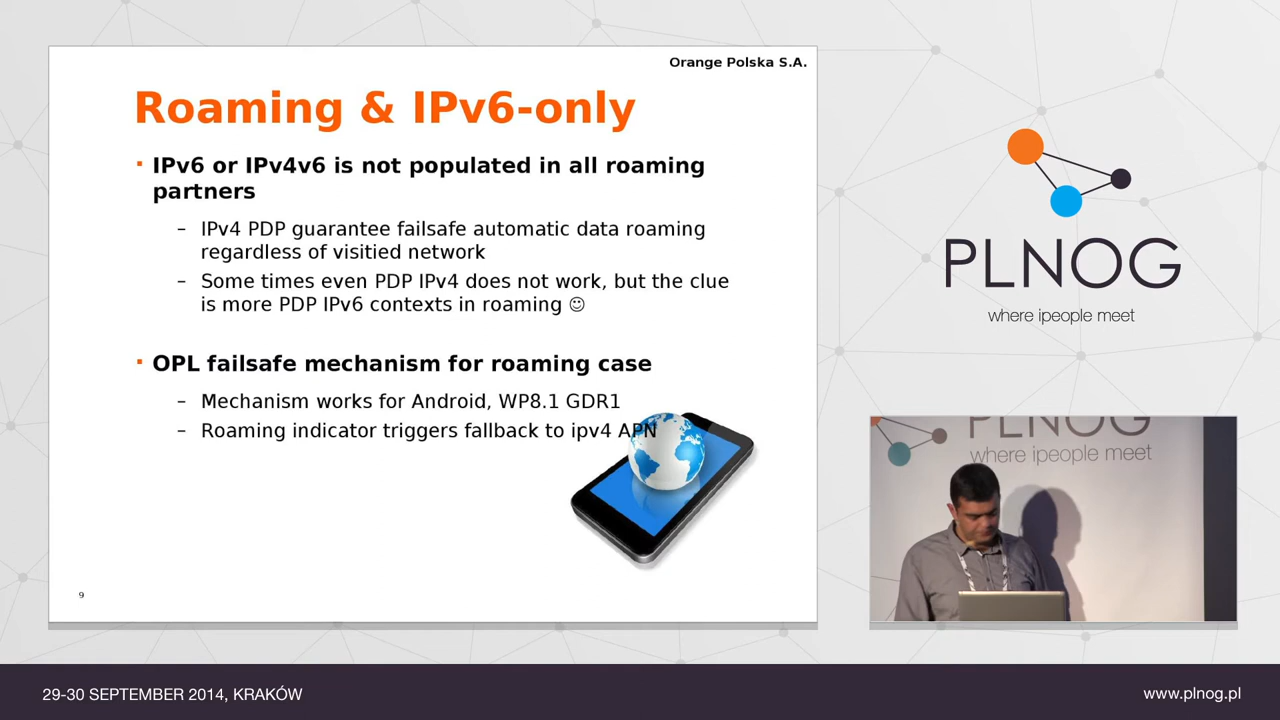 Orange Polska S.A.
Roaming & IPv6-only
▪ IPv6 or IPv4v6 is not populated in all roaming
partners
– IPv4 PDP guarantee failsafe automatic data roaming
regardless of visitied network
– Some times even PDP IPv4 does not work, but the clue
is more PDP IPv6 contexts in roaming ☺
▪ OPL failsafe mechanism for roaming case
– Mechanism works for Android, WP8.1 GDR1
– Roaming indicator triggers fallback to ipv4 APN
9
PLNOG
where ipeople meet
PLNOG
where ipeople meet
29-30 SEPTEMBER 2014, KRAKÓW
www.plnog.pl